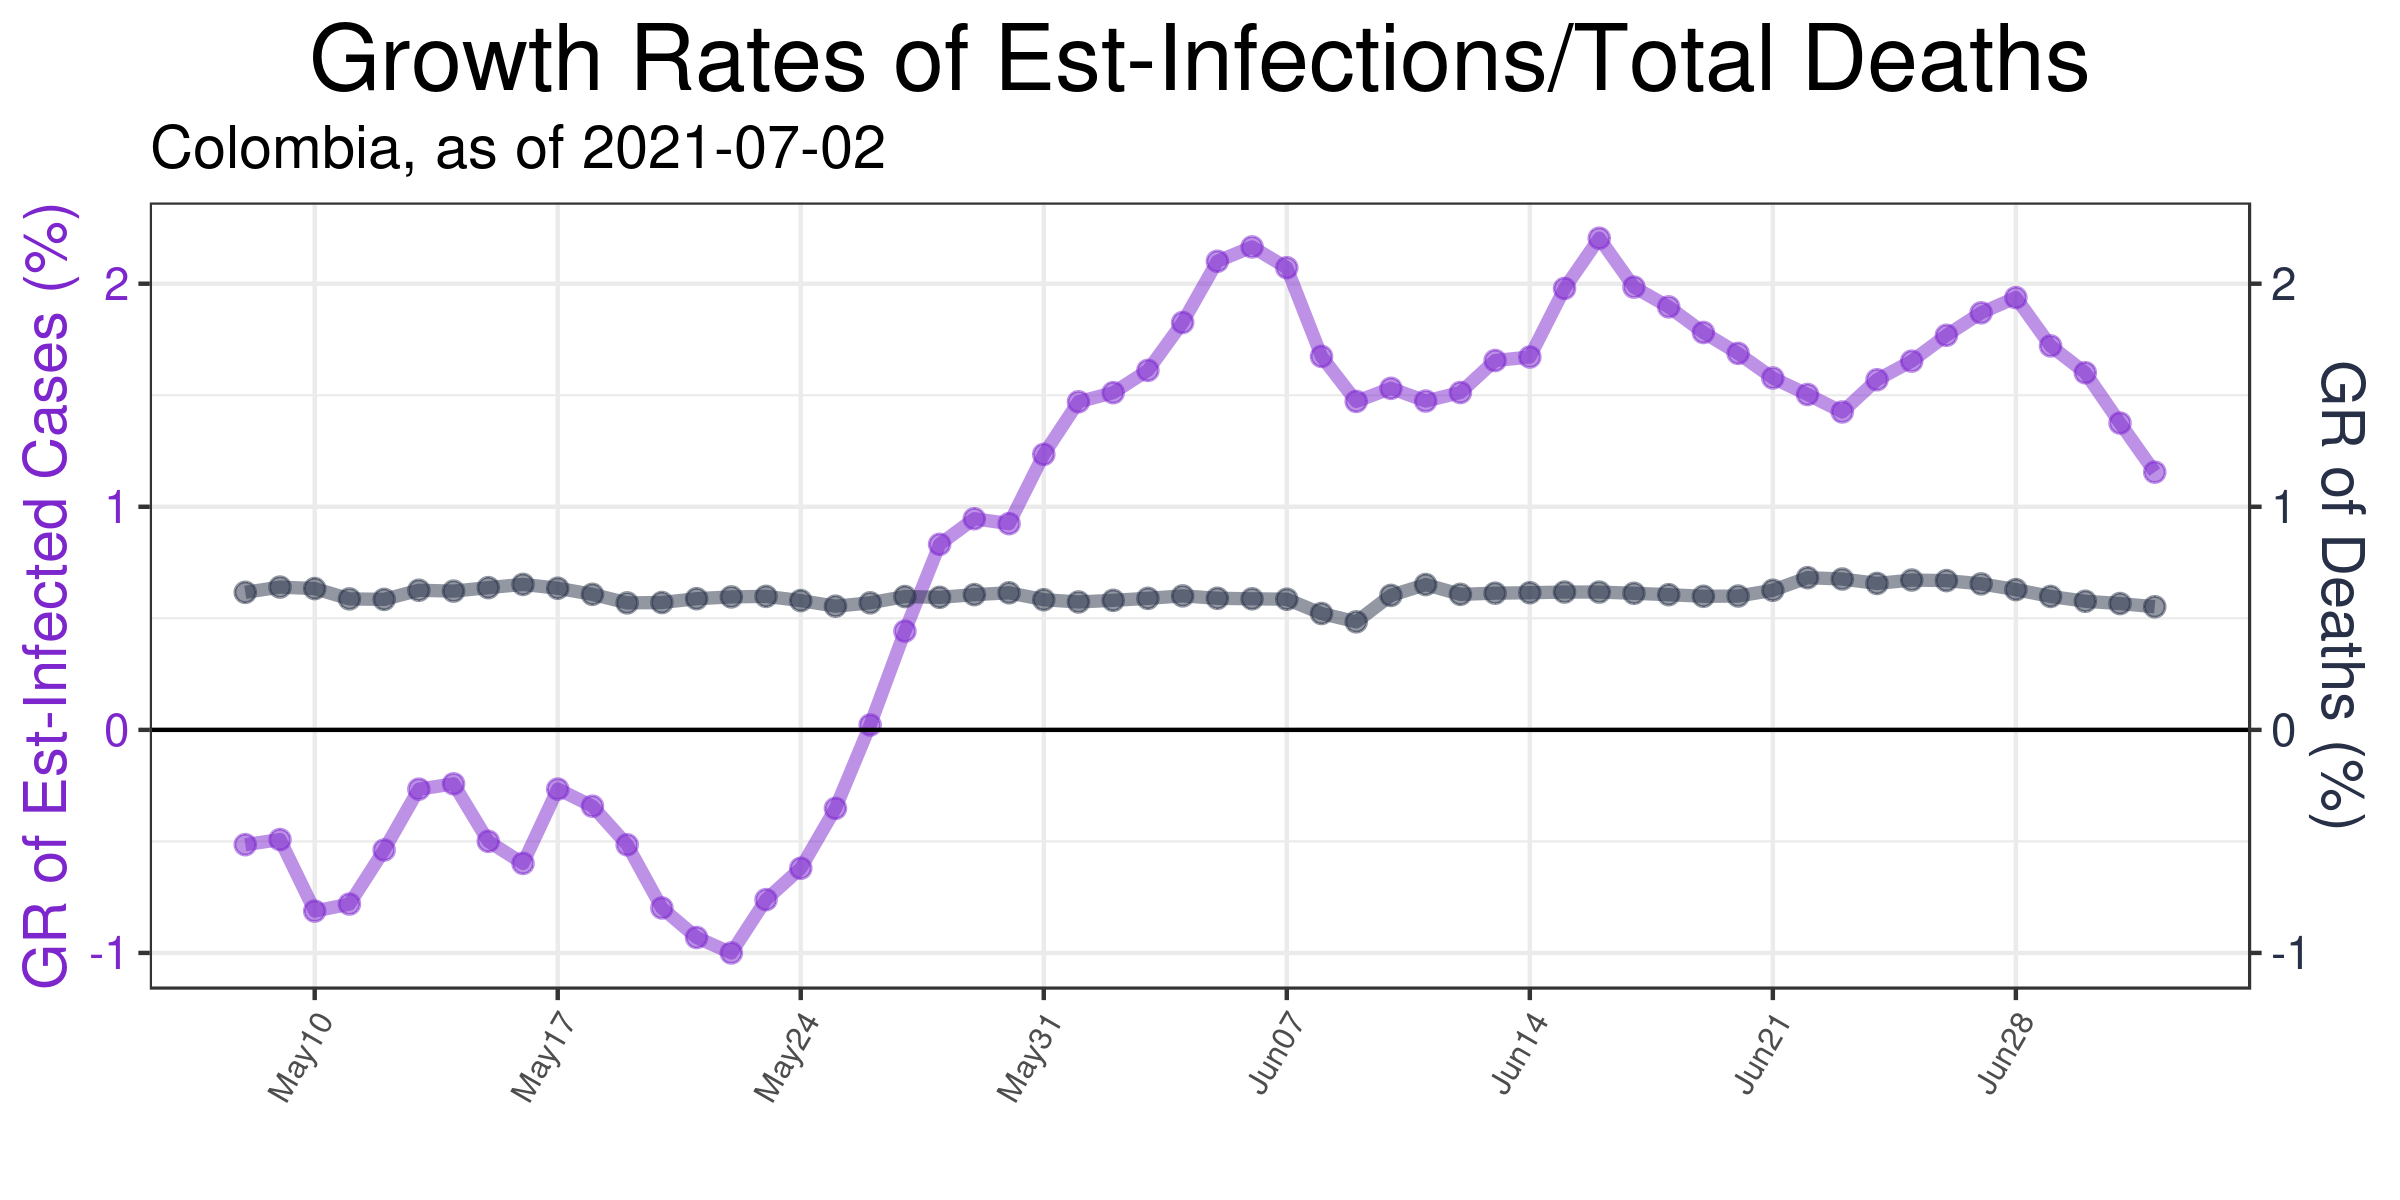 Growth Rates of Est-Infections/Total Deaths
Colombia, as of 2021-07-02
GR of Est-Infected Cases (%)
2
1
0
-1
2
1
0
-1
GR of Deaths (%)
May10
May17
May24
May31
Jun07
Jun14
Jun21
Jun28